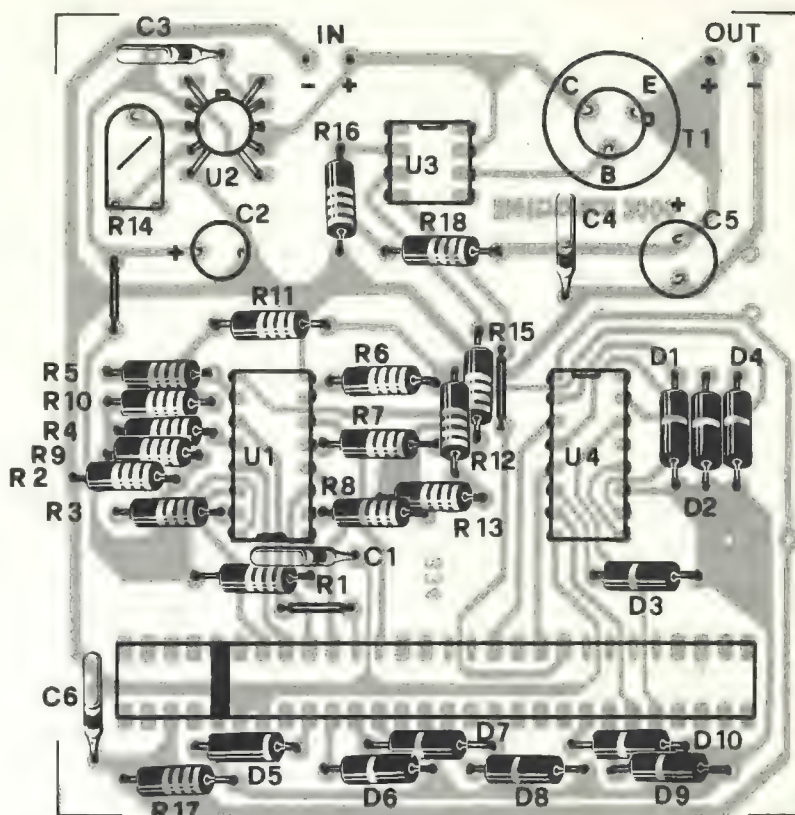 C3 IN OUT
- + C E + -
R16 U3 T1
U2 B
R14 C2 + R18 C4 + C5
R11
R15
R5 R6 D1 D4
R10
R4 R7
R9 U1 R12 U4
R2 D2
R3 R8 R13
C1
R1 D3
C6
D7
D5 D10
R17 D6 D8 D9